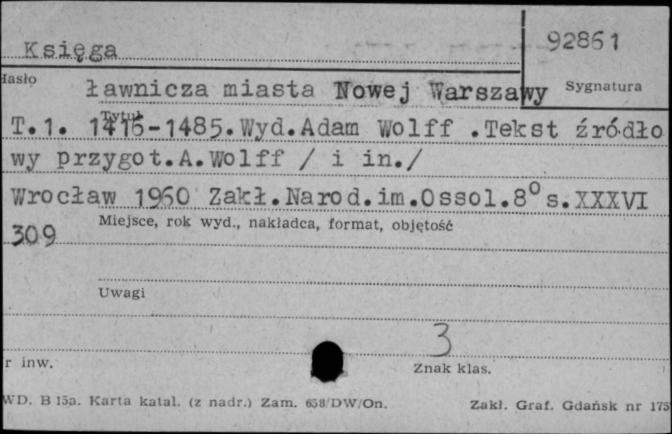 Księga
92861
Hasło
ławnicza miasta Nowej Warszawy
Sygnatura
Tytuł
T.1. 1416-1485.Wyd.Adam Wolff .Tekst źródło
wy przygot.A.Wolff / i in./
Wrocław 1960 Zakł.Narod.im.Ossol.8° s.XXXVI
Miejsce, rok wyd., nakładca, format, objętość
309
Uwagi
3
r inw.
Znak klas.
WD. B 15a. Karta katal. (z nadr.) Zam. 658/DW/On.
Zakł. Graf. Gdańsk nr 175